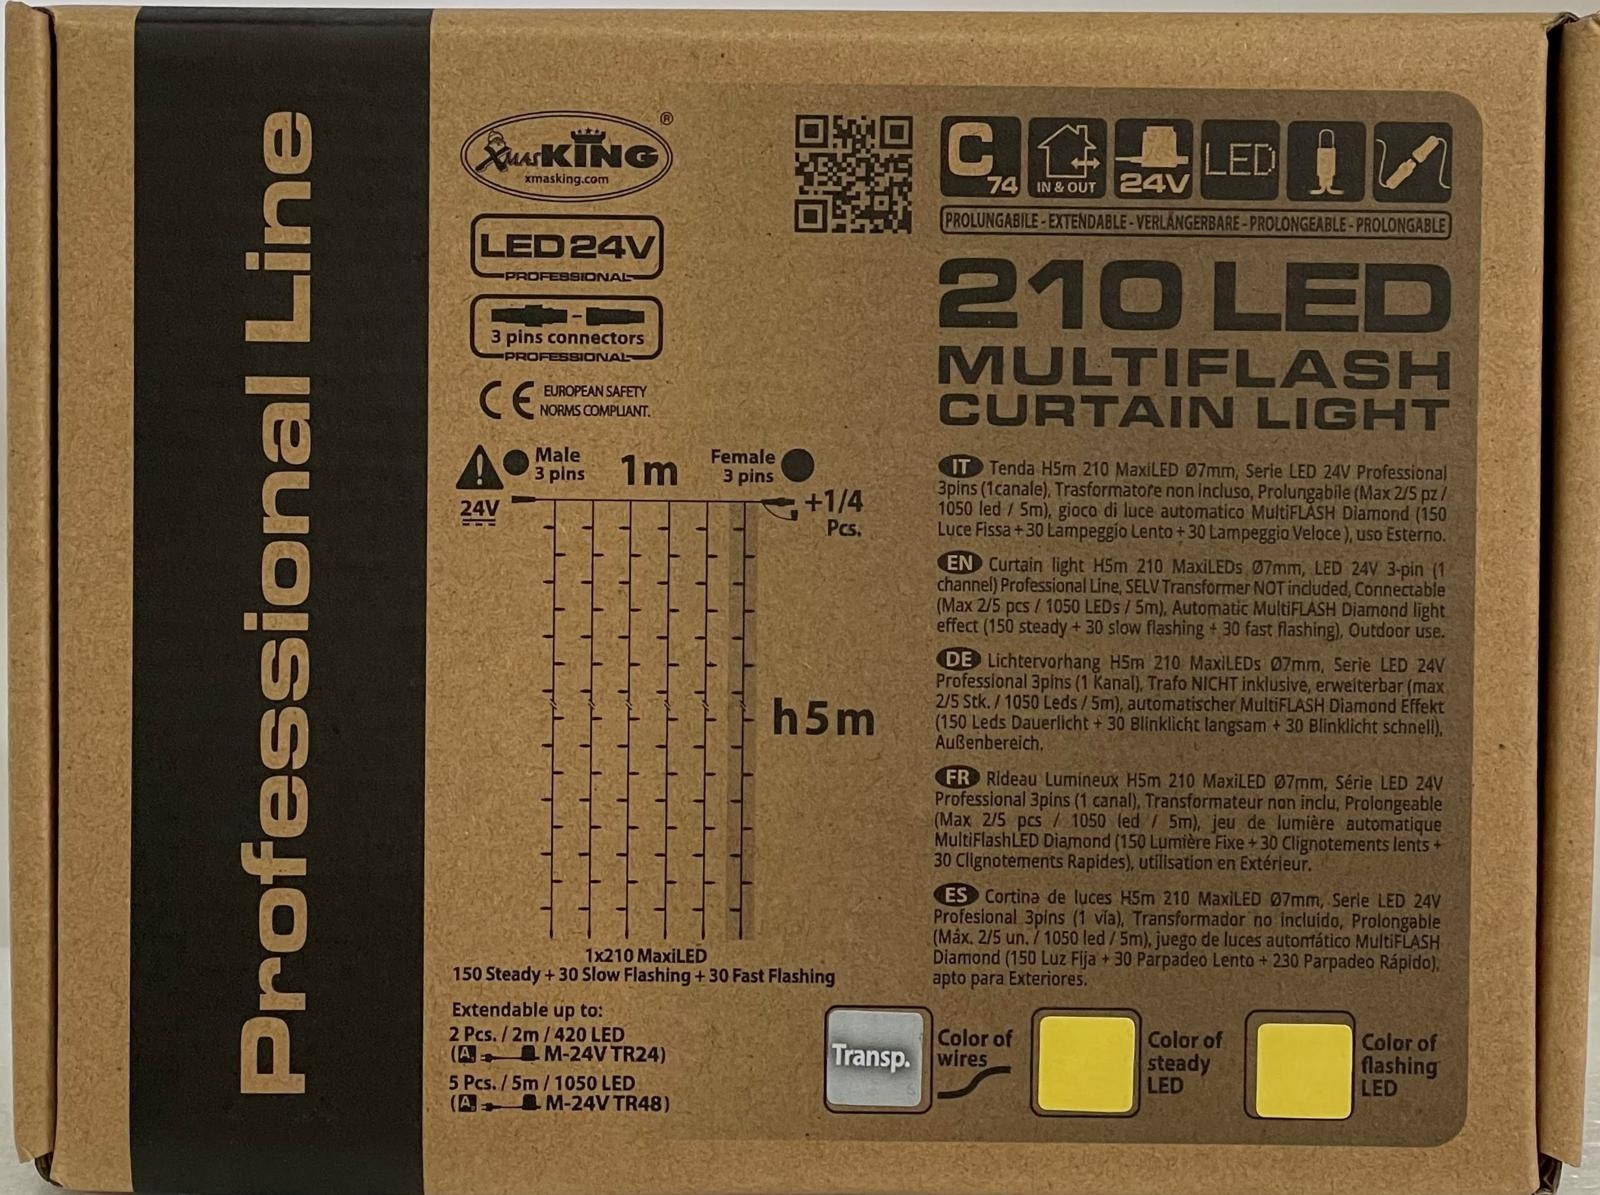 Professional Line
XMAS KING ®
xmasking.com
LED 24V
PROFESSIONAL
3 pins connectors
PROFESSIONAL
CE EUROPEAN SAFETY
NORMS COMPLIANT.
Male
3 pins
1m
Female
3 pins
24V
+1/4
Pcs.
h5m
1x210 MaxiLED
150 Steady + 30 Slow Flashing + 30 Fast Flashing
Extendable up to:
2 Pcs. / 2m / 420 LED
(A. M-24V TR24)
5 Pcs. / 5m / 1050 LED
(A. M-24V TR48)
C 74
IN & OUT
24V
LED
PROLUNGABILE - EXTENDABLE - VERLÄNGERBARE - PROLONGEABLE - PROLONGABLE
210 LED
MULTIFLASH
CURTAIN LIGHT
IT Tenda H5m 210 MaxiLED Ø7mm, Serie LED 24V Professional
3pins (1canale), Trasformatore non incluso, Prolungabile (Max 2/5 pz /
1050 led / 5m), gioco di luce automatico MultiFLASH Diamond (150
Luce Fissa + 30 Lampeggio Lento + 30 Lampeggio Veloce ), uso Esterno.
EN Curtain light H5m 210 MaxiLEDs Ø7mm, LED 24V 3-pin (1
channel) Professional Line, SELV Transformer NOT included, Connectable
(Max 2/5 pcs / 1050 LEDs / 5m), Automatic MultiFLASH Diamond light
effect (150 steady + 30 slow flashing + 30 fast flashing), Outdoor use.
DE Lichtervorhang H5m 210 MaxiLEDs Ø7mm, Serie LED 24V
Professional 3pins (1 Kanal), Trafo NICHT inklusive, erweiterbar (max
2/5 Stk. / 1050 Leds / 5m), automatischer MultiFLASH Diamond Effekt
(150 Leds Dauerlicht + 30 Blinklicht langsam + 30 Blinklicht schnell),
Außenbereich,
FR Rideau Lumineux H5m 210 MaxiLED Ø7mm, Série LED 24V
Professional 3pins (1 canal), Transformateur non inclu, Prolongeable
(Max 2/5 pcs / 1050 led / 5m), jeu de lumière automatique
MultiFlashLED Diamond (150 Lumière Fixe + 30 Clignotements lents +
30 Clignotements Rapides), utilisation en Extérieur.
ES Cortina de luces H5m 210 MaxiLED Ø7mm, Serie LED 24V
Profesional 3pins (1 vía), Transformador no incluido, Prolongable
(Máx. 2/5 un. / 1050 led / 5m), juego de luces automático MultiFLASH
Diamond (150 Luz Fija + 30 Parpadeo Lento + 230 Parpadeo Rápido),
apto para Exteriores.
Transp.
Color of
wires
Color of
steady
LED
Color of
flashing
LED